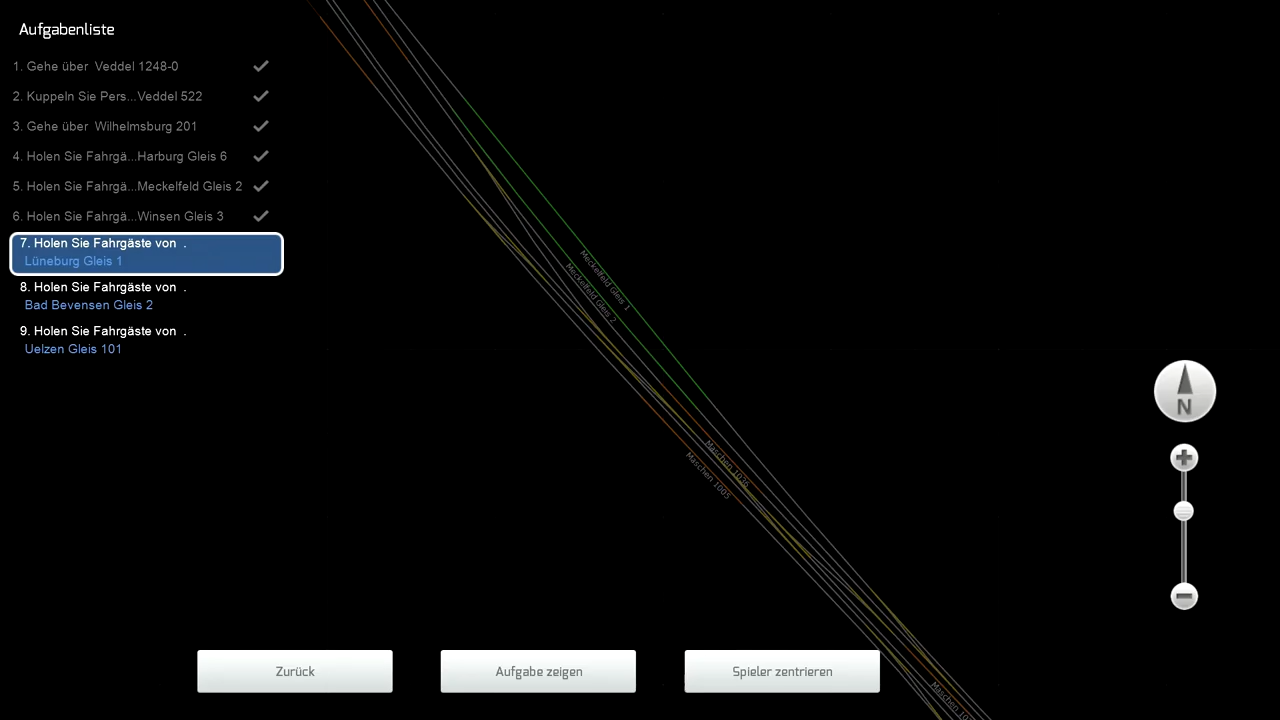 Aufgabenliste
1. Gehe über Veddel 1248-0
2. Kuppeln Sie Pers...Veddel 522
3. Gehe über Wilhelmsburg 201
4. Holen Sie Fahrgä...Harburg Gleis 6
5. Holen Sie Fahrgä...Meckelfeld Gleis 2
6. Holen Sie Fahrgä...Winsen Gleis 3
7. Holen Sie Fahrgäste von .
Lüneburg Gleis 1
8. Holen Sie Fahrgäste von .
Bad Bevensen Gleis 2
9. Holen Sie Fahrgäste von .
Uelzen Gleis 101
Meckelfeld Gleis 1
Meckelfeld Gleis 2
Maschen
Maschen 1005
Maschen
N
Zurück
Aufgabe zeigen
Spieler zentrieren